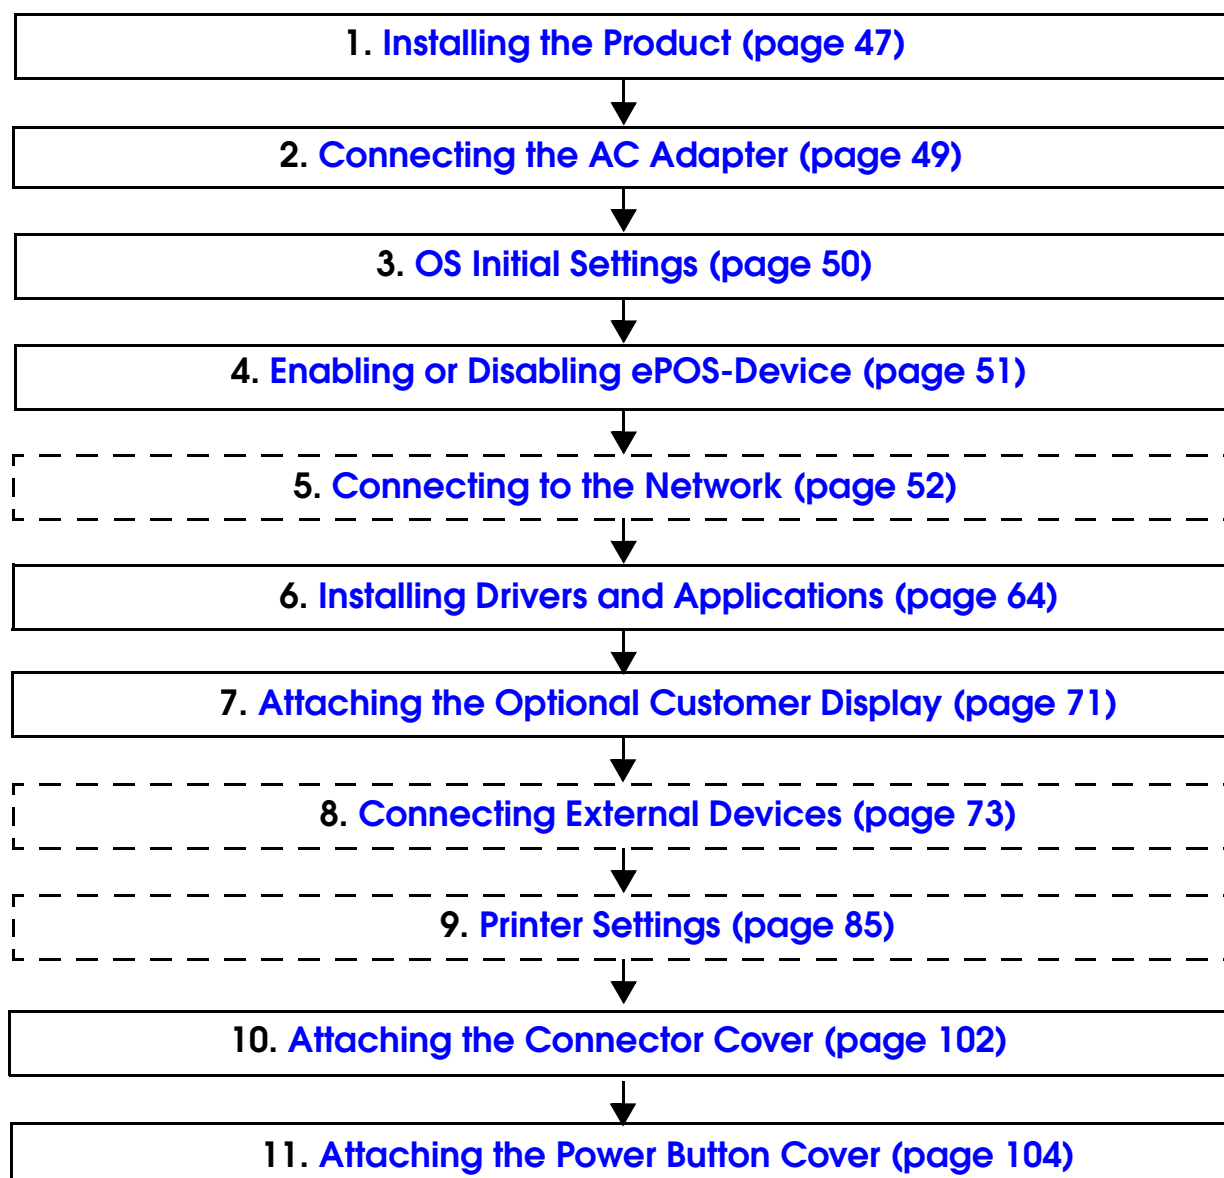 1. Installing the Product (page 47)
2. Connecting the AC Adapter (page 49)
3. OS Initial Settings (page 50)
4. Enabling or Disabling ePOS-Device (page 51)
5. Connecting to the Network (page 52)
6. Installing Drivers and Applications (page 64)
7. Attaching the Optional Customer Display (page 71)
8. Connecting External Devices (page 73)
9. Printer Settings (page 85)
10. Attaching the Connector Cover (page 102)
11. Attaching the Power Button Cover (page 104)